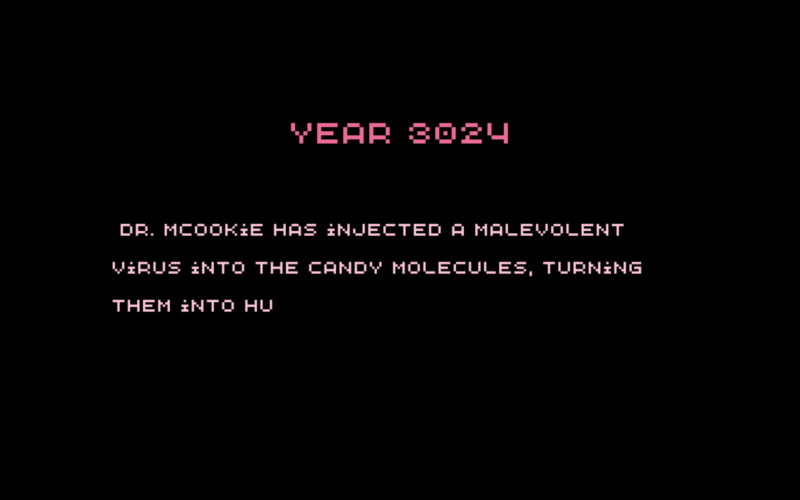 YEAR 3024
DR. MCOOKiE HAS iNJECTED A MALEVOLENT
ViRUS iNTO THE CANDY MOLECULES, TURNiNG
THEM iNTO HU